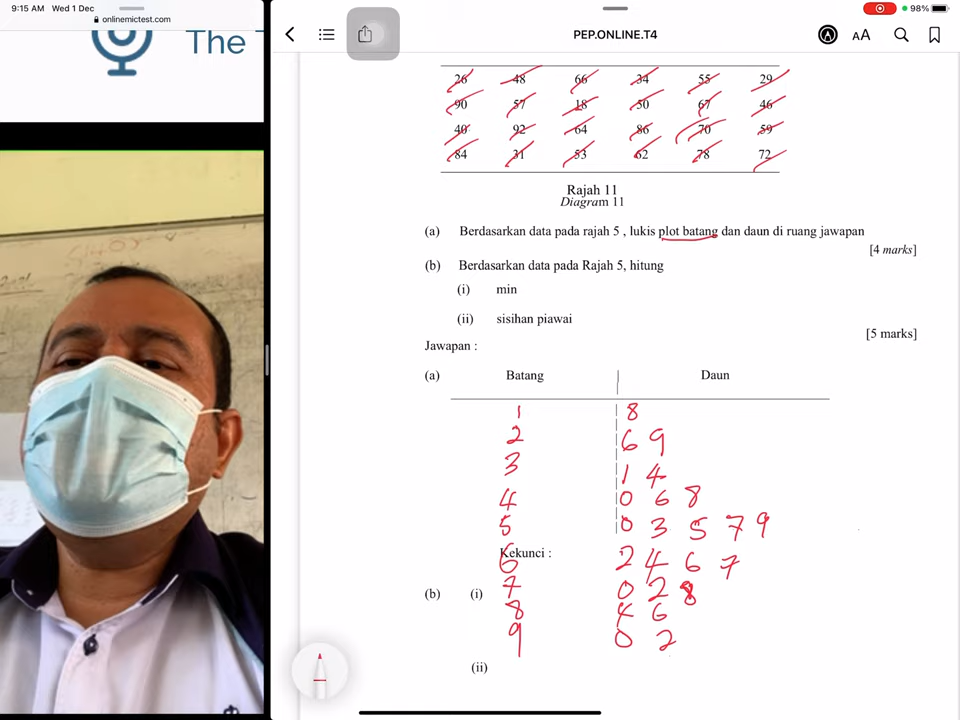 9:15 AM Wed 1 Dec
98%
onlinemictest.com
The
PEP.ONLINE.T4
AA
26 48 66 34 55 29
90 57 18 50 67 46
40 92 64 86 70 59
84 31 53 62 78 72
Rajah 11
Diagram 11
(a) Berdasarkan data pada rajah 5 , lukis plot batang dan daun di ruang jawapan
[4 marks]
(b) Berdasarkan data pada Rajah 5, hitung
(i) min
(ii) sisihan piawai
[5 marks]
Jawapan :
(a) Batang Daun
1 8
2 6 9
3 1 4
4 0 6 8
5 0 3 5 7 9
Kekunci :
6 2 4 6 7
7 0 2 8
(b) (i)
8 4 6
9 0 2
(ii)